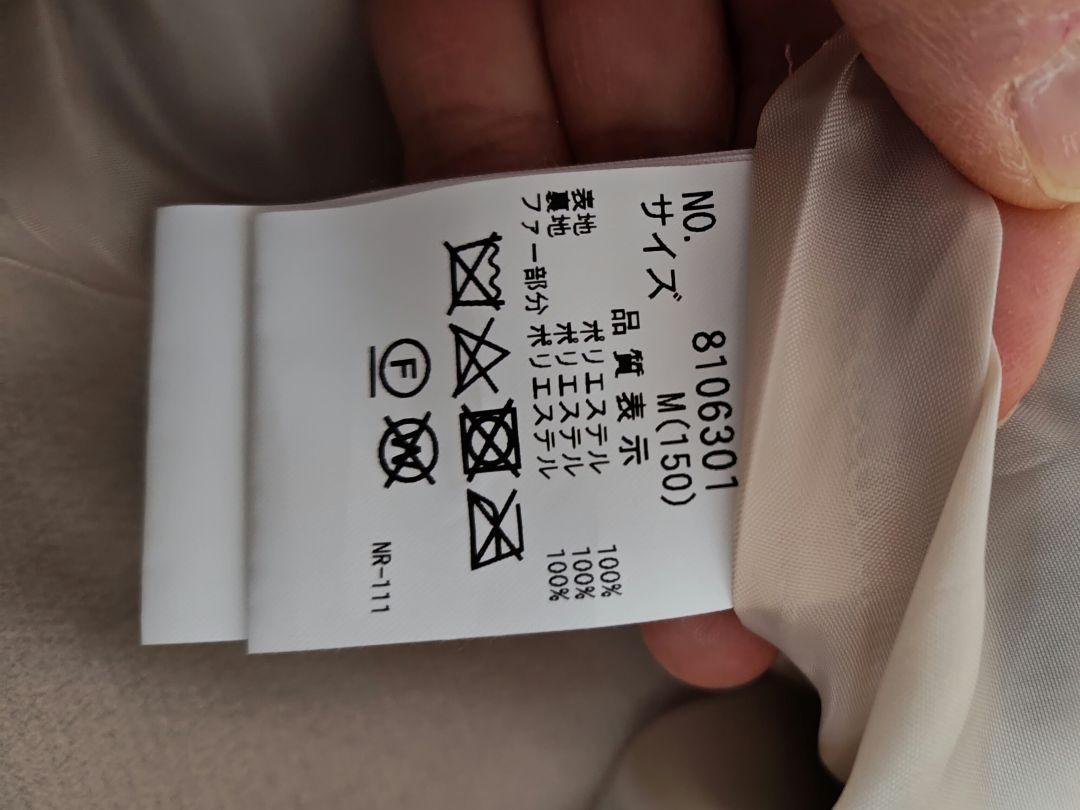 NO. 8106301
サイズ M(150)
品質表示
表地 ポリエステル 100%
裏地 ポリエステル 100%
ファー部分 ポリエステル 100%
F W
NR-111